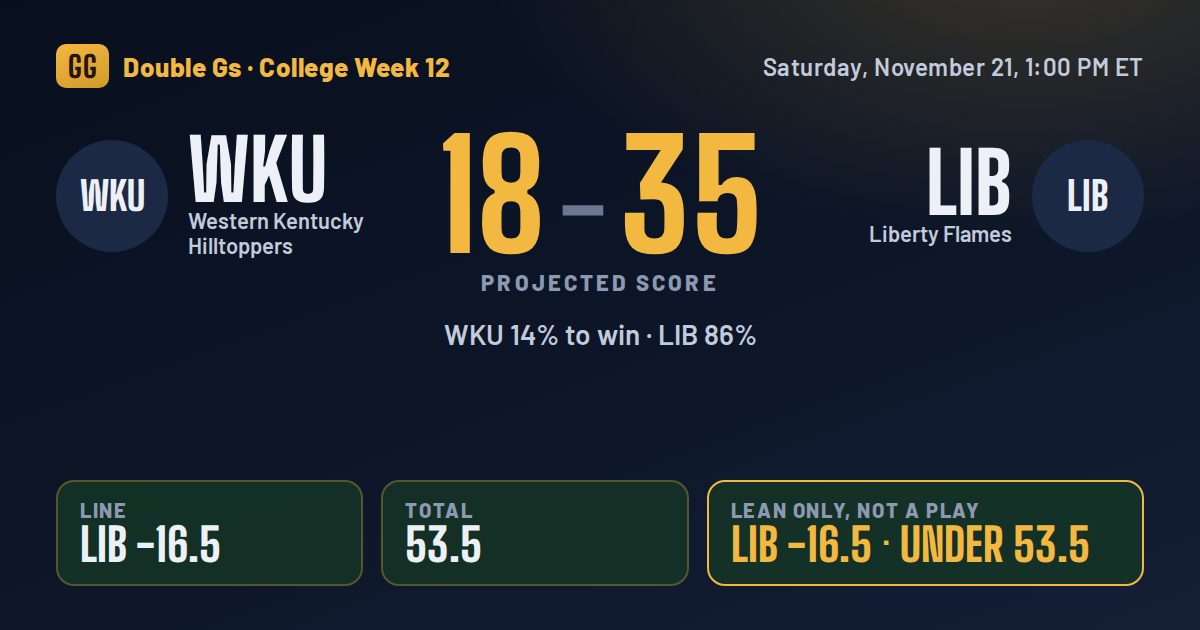 GG Double Gs · College Week 12
Saturday, November 21, 1:00 PM ET
WKU
WKU
Western Kentucky
Hilltoppers
18 – 35
PROJECTED SCORE
WKU 14% to win · LIB 86%
LIB
Liberty Flames
LIB
LINE
LIB −16.5
TOTAL
53.5
LEAN ONLY, NOT A PLAY
LIB −16.5 · UNDER 53.5